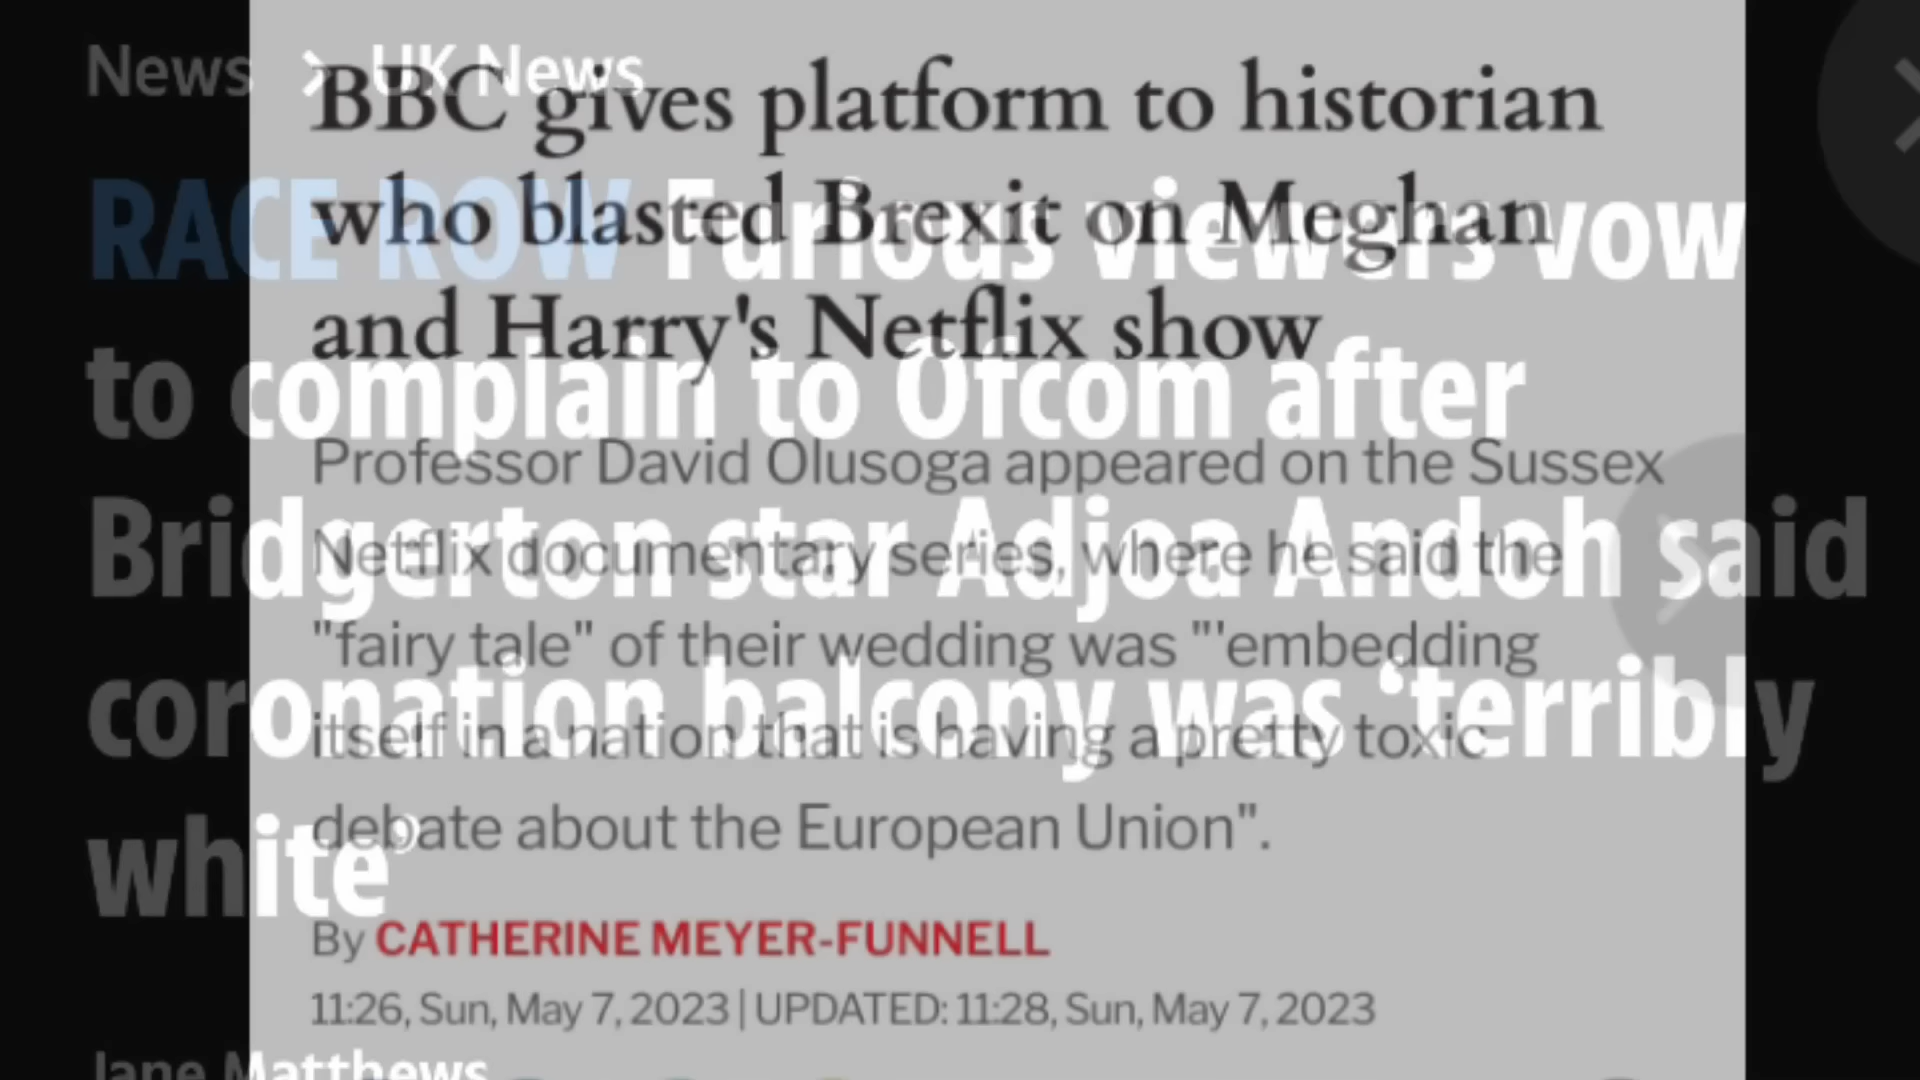 News > UK News
RACE ROW Furious viewers vow
to complain to Ofcom after
Bridgerton star Adjoa Andoh said
coronation balcony was ‘terribly
white’
Jane Matthews
BBC gives platform to historian
who blasted Brexit on Meghan
and Harry's Netflix show
Professor David Olusoga appeared on the Sussex
Netflix documentary series, where he said the
"fairy tale" of their wedding was "'embedding
itself in a nation that is having a pretty toxic
debate about the European Union".
By CATHERINE MEYER-FUNNELL
11:26, Sun, May 7, 2023 | UPDATED: 11:28, Sun, May 7, 2023